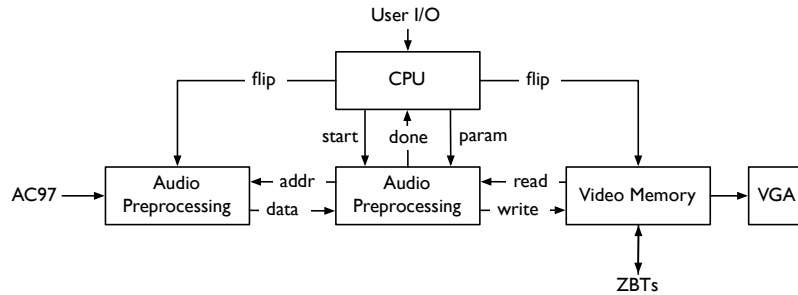 User I/O
flip
CPU
flip
start
done
param
AC97
Audio
Preprocessing
addr
data
Audio
Preprocessing
read
write
Video Memory
VGA
ZBTs